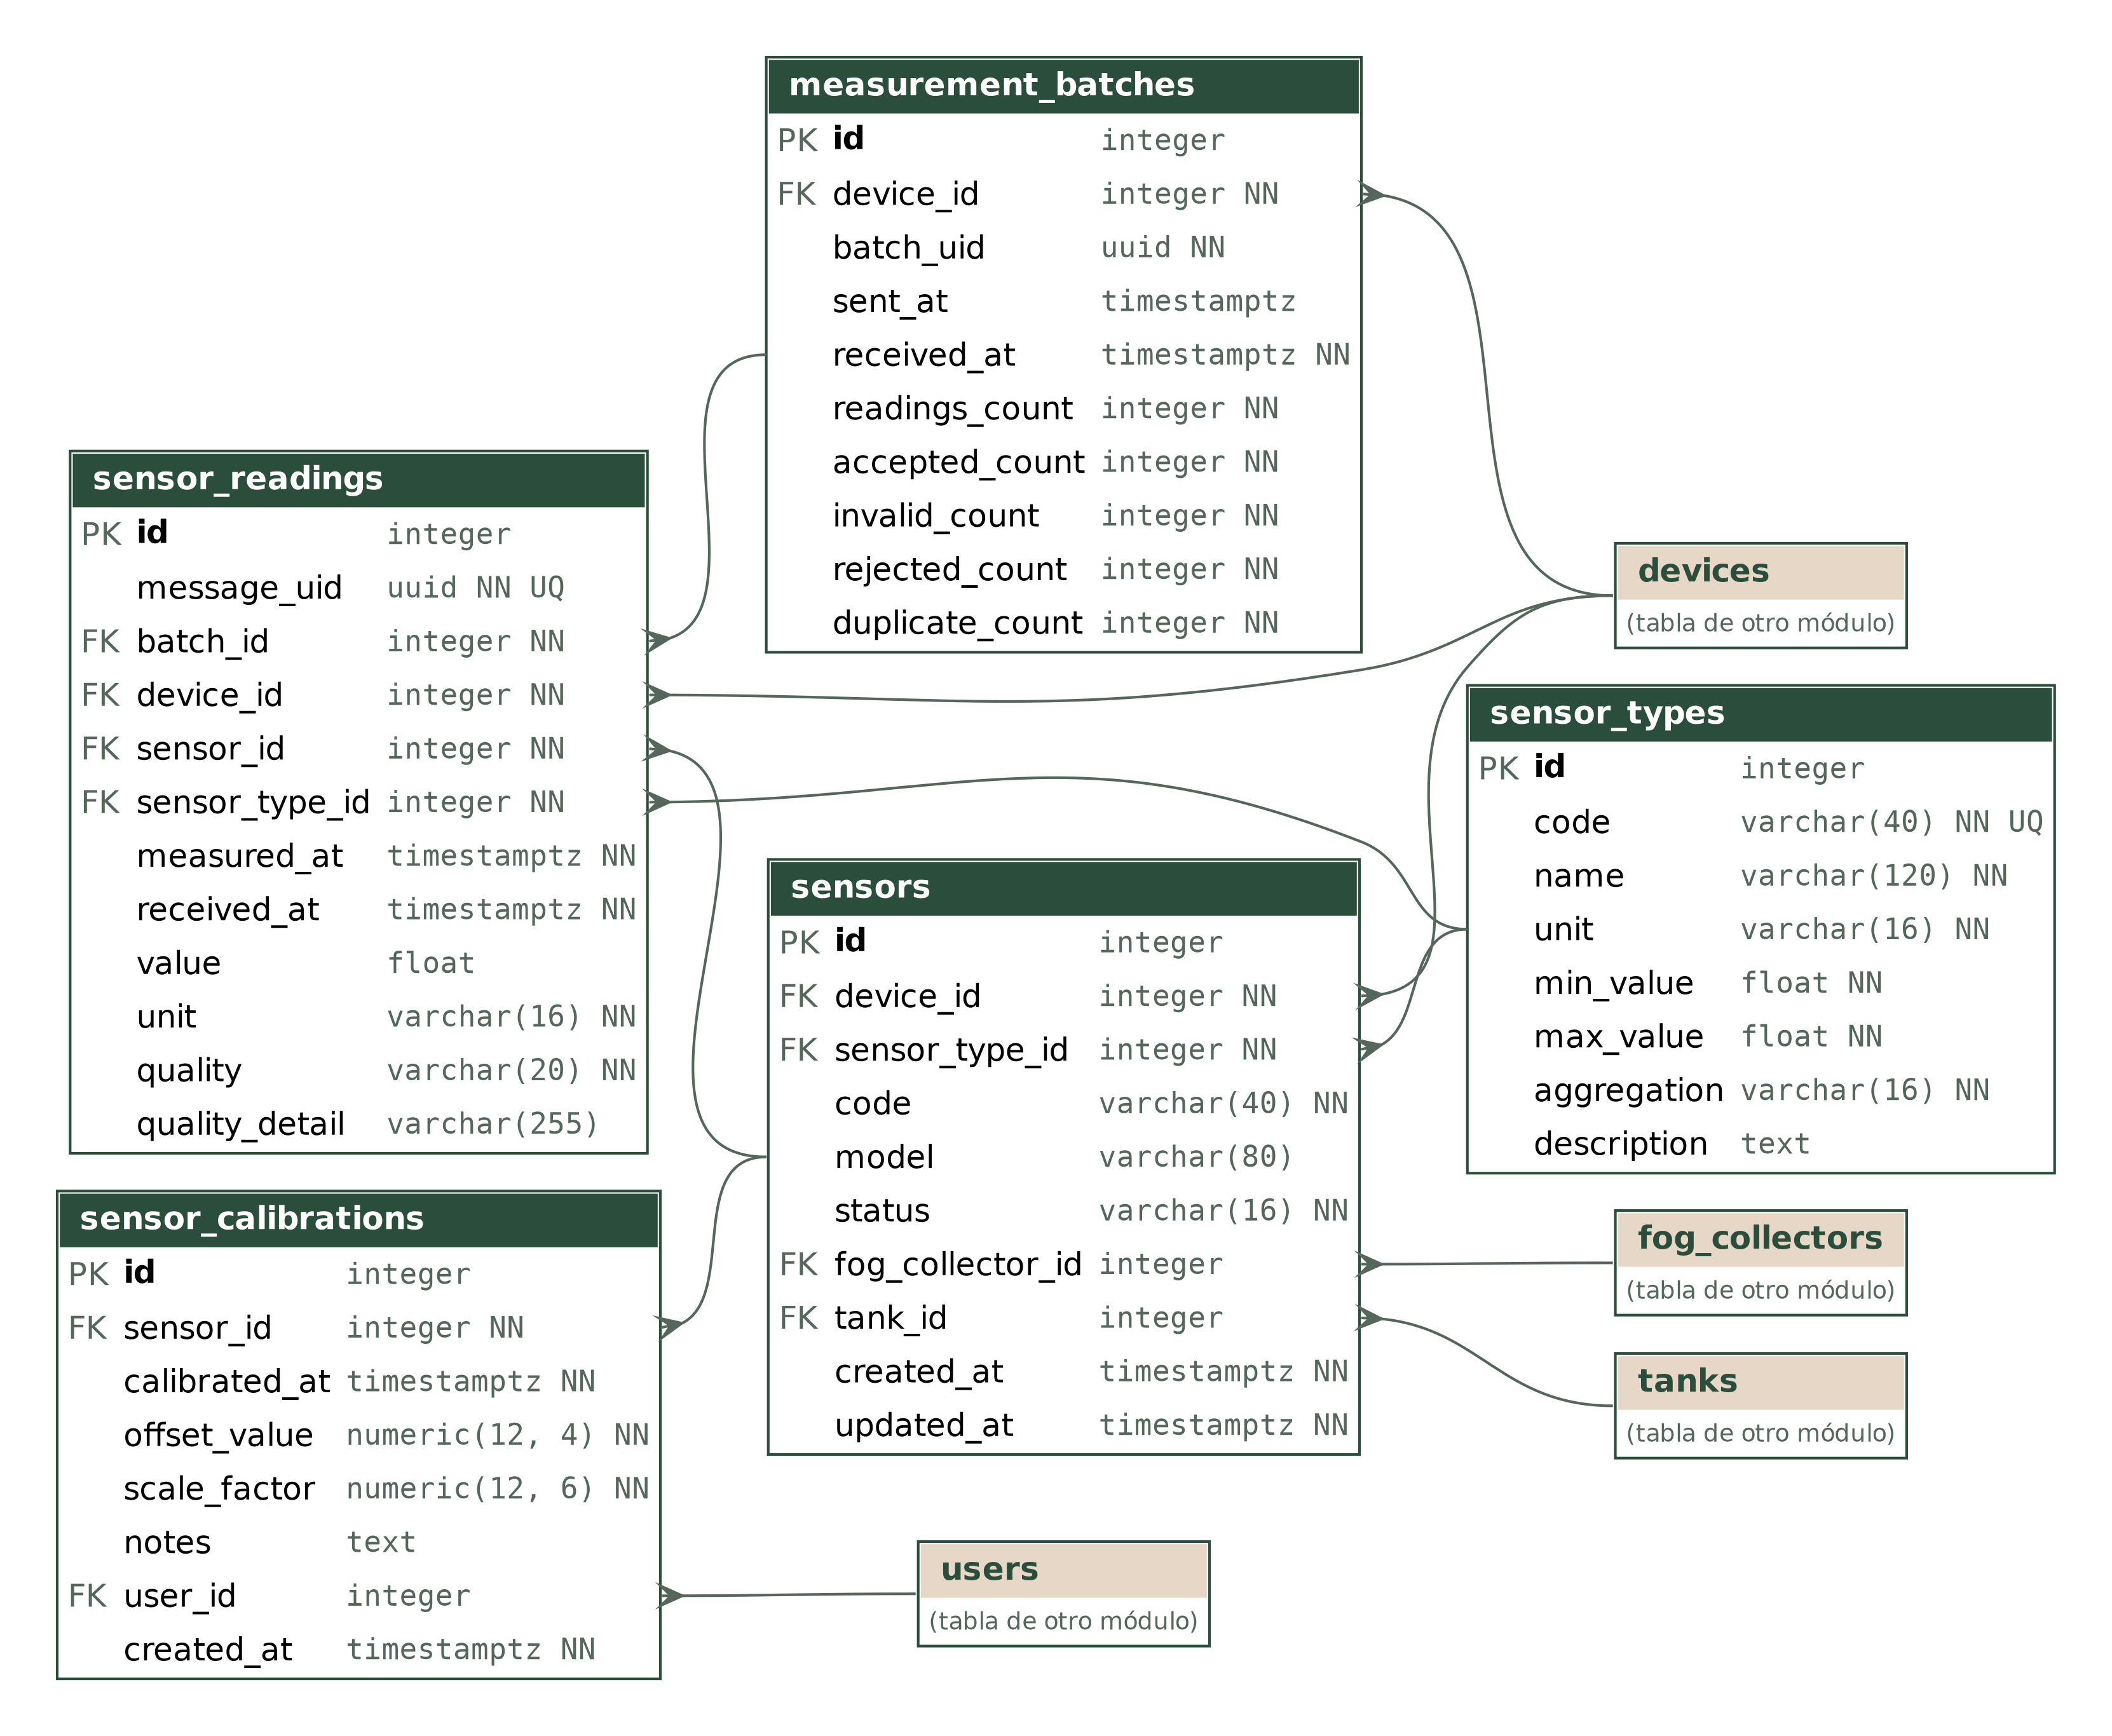 measurement_batches
PK id integer
FK device_id integer NN
batch_uid uuid NN
sent_at timestamptz
received_at timestamptz NN
readings_count integer NN
accepted_count integer NN
invalid_count integer NN
rejected_count integer NN
duplicate_count integer NN
sensor_readings
PK id integer
message_uid uuid NN UQ
FK batch_id integer NN
FK device_id integer NN
FK sensor_id integer NN
FK sensor_type_id integer NN
measured_at timestamptz NN
received_at timestamptz NN
value float
unit varchar(16) NN
quality varchar(20) NN
quality_detail varchar(255)
devices
(tabla de otro módulo)
sensor_types
PK id integer
code varchar(40) NN UQ
name varchar(120) NN
unit varchar(16) NN
min_value float NN
max_value float NN
aggregation varchar(16) NN
description text
sensors
PK id integer
FK device_id integer NN
FK sensor_type_id integer NN
code varchar(40) NN
model varchar(80)
status varchar(16) NN
FK fog_collector_id integer
FK tank_id integer
created_at timestamptz NN
updated_at timestamptz NN
sensor_calibrations
PK id integer
FK sensor_id integer NN
calibrated_at timestamptz NN
offset_value numeric(12, 4) NN
scale_factor numeric(12, 6) NN
notes text
FK user_id integer
created_at timestamptz NN
fog_collectors
(tabla de otro módulo)
tanks
(tabla de otro módulo)
users
(tabla de otro módulo)